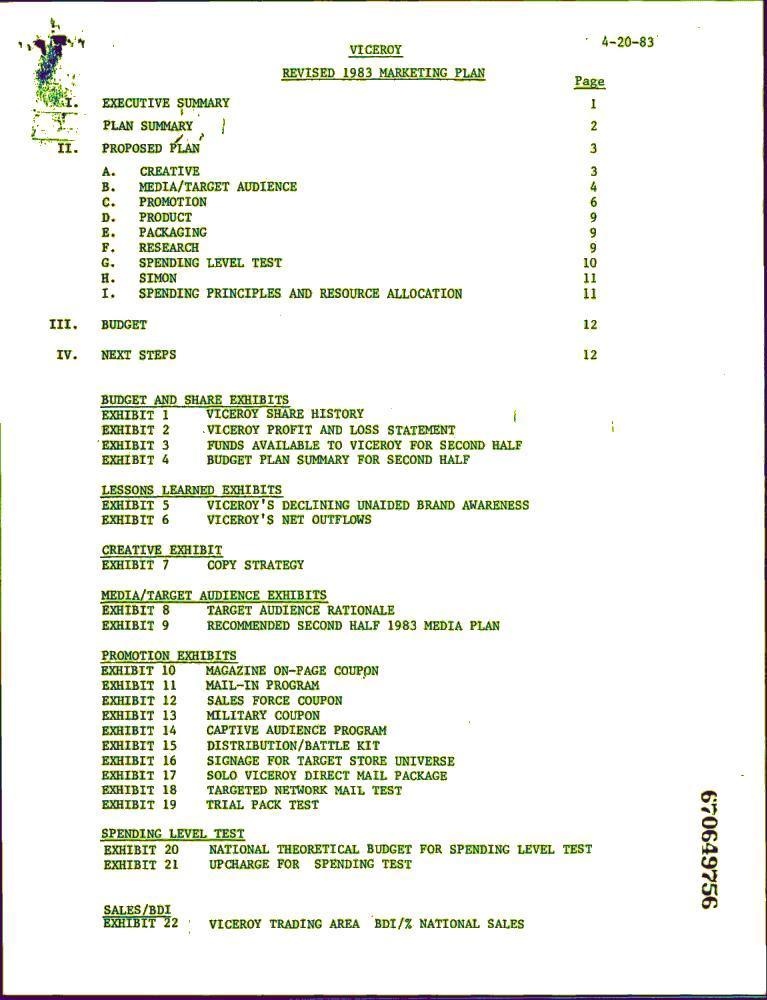 4-20-83
VICEROY
REVISED 1983 MARKETING PLAN
Page
I. EXECUTIVE SUMMARY 1
PLAN SUMMARY 2
II. PROPOSED PLAN 3
A. CREATIVE 3
B. MEDIA/TARGET AUDIENCE 4
C. PROMOTION 6
D. PRODUCT 9
E. PACKAGING 9
F. RESEARCH 9
G. SPENDING LEVEL TEST 10
H. SIMON 11
I. SPENDING PRINCIPLES AND RESOURCE ALLOCATION 11
III. BUDGET 12
IV. NEXT STEPS 12
BUDGET AND SHARE EXHIBITS
EXHIBIT 1 VICEROY SHARE HISTORY
EXHIBIT 2 VICEROY PROFIT AND LOSS STATEMENT
EXHIBIT 3 FUNDS AVAILABLE TO VICEROY FOR SECOND HALF
EXHIBIT 4 BUDGET PLAN SUMMARY FOR SECOND HALF
LESSONS LEARNED EXHIBITS
EXHIBIT 5 VICEROY'S DECLINING UNAIDED BRAND AWARENESS
EXHIBIT 6 VICEROY'S NET OUTFLOWS
CREATIVE EXHIBIT
EXHIBIT 7 COPY STRATEGY
MEDIA/TARGET AUDIENCE EXHIBITS
EXHIBIT 8 TARGET AUDIENCE RATIONALE
EXHIBIT 9 RECOMMENDED SECOND HALF 1983 MEDIA PLAN
PROMOTION EXHIBITS
EXHIBIT 10 MAGAZINE ON-PAGE COUPON
EXHIBIT 11 MAIL-IN PROGRAM
EXHIBIT 12 SALES FORCE COUPON
EXHIBIT 13 MILITARY COUPON
EXHIBIT 14 CAPTIVE AUDIENCE PROGRAM
EXHIBIT 15 DISTRIBUTION/BATTLE KIT
EXHIBIT 16 SIGNAGE FOR TARGET STORE UNIVERSE
EXHIBIT 17 SOLO VICEROY DIRECT MAIL PACKAGE
EXHIBIT 18 TARGETED NETWORK MAIL TEST
EXHIBIT 19 TRIAL PACK TEST
SPENDING LEVEL TEST
EXHIBIT 20 NATIONAL THEORETICAL BUDGET FOR SPENDING LEVEL TEST
EXHIBIT 21 UPCHARGE FOR SPENDING TEST
SALES/BDI
EXHIBIT 22 VICEROY TRADING AREA BDI/% NATIONAL SALES
670649756